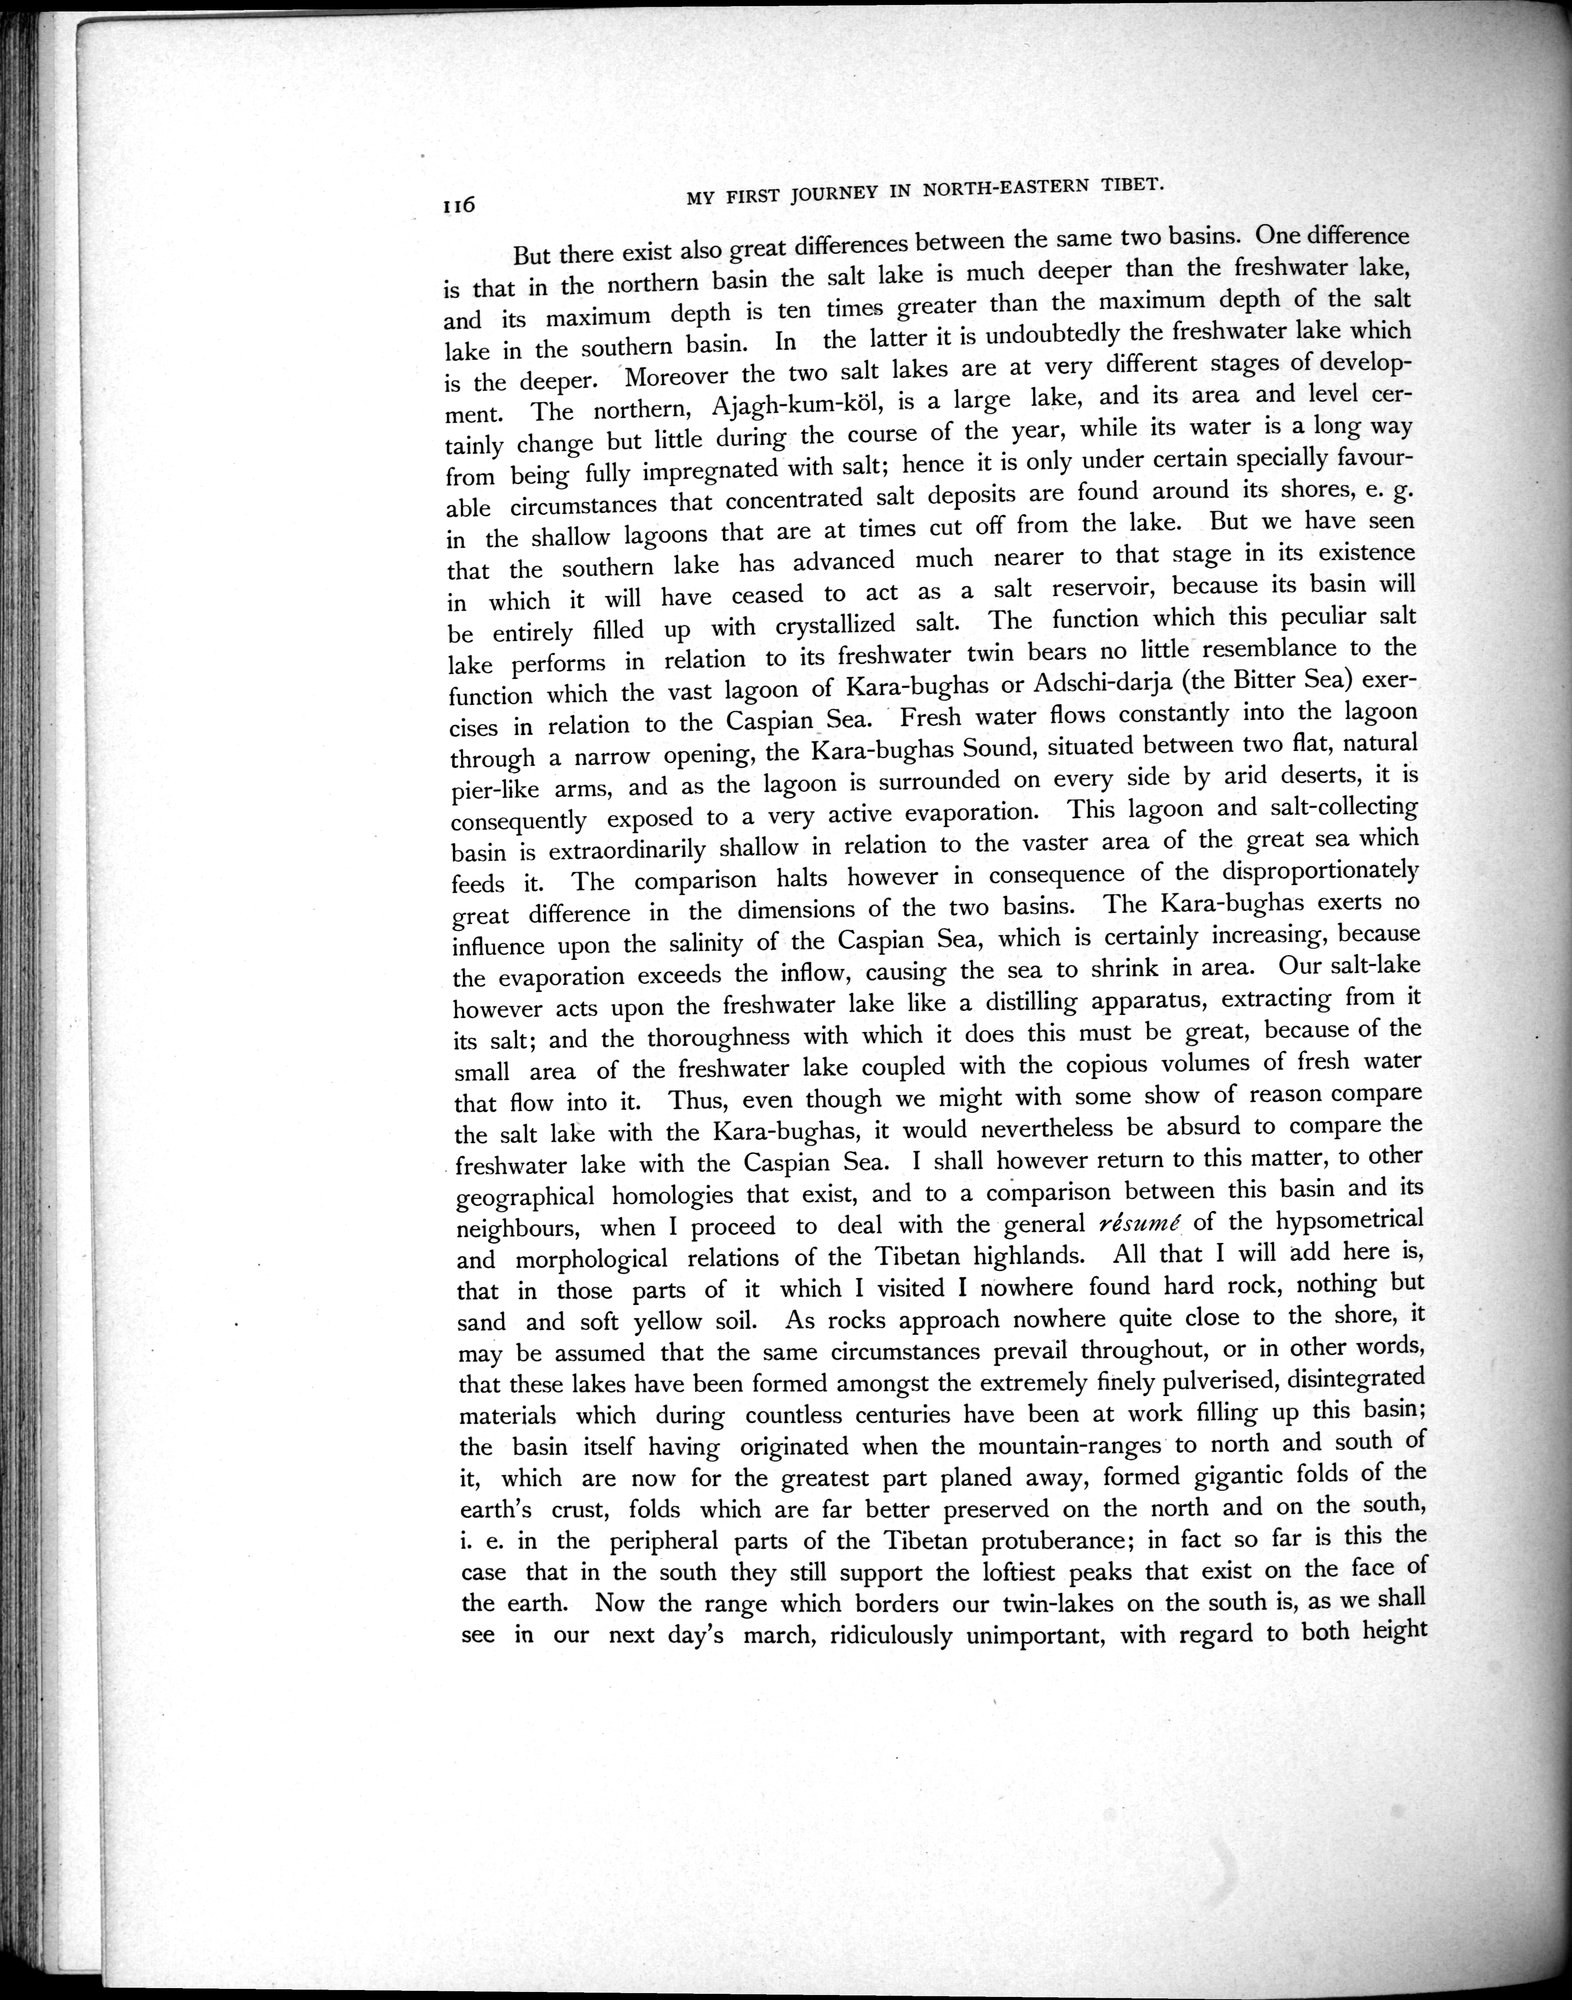 116
MY FIRST JOURNEY IN NORTH-EASTERN TIBET.
But there exist also great differences between the same two basins. One difference
is that in the northern basin the salt lake is much deeper than the freshwater lake,
and its maximum depth is ten times greater than the maximum depth of the salt
lake in the southern basin. In the latter it is undoubtedly the freshwater lake which
is the deeper. Moreover the two salt lakes are at very different stages of develop-
ment. The northern, Ajagh-kum-köl, is a large lake, and its area and level cer-
tainly change but little during the course of the year, while its water is a long way
from being fully impregnated with salt; hence it is only under certain specially favour-
able circumstances that concentrated salt deposits are found around its shores, e. g.
in the shallow lagoons that are at times cut off from the lake. But we have seen
that the southern lake has advanced much nearer to that stage in its existence
in which it will have ceased to act as a salt reservoir, because its basin will
be entirely filled up with crystallized salt. The function which this peculiar salt
lake performs in relation to its freshwater twin bears no little resemblance to the
function which the vast lagoon of Kara-bughas or Adschi-darja (the Bitter Sea) exer-
cises in relation to the Caspian Sea. Fresh water flows constantly into the lagoon
through a narrow opening, the Kara-bughas Sound, situated between two flat, natural
pier-like arms, and as the lagoon is surrounded on every side by arid deserts, it is
consequently exposed to a very active evaporation. This lagoon and salt-collecting
basin is extraordinarily shallow in relation to the vaster area of the great sea which
feeds it. The comparison halts however in consequence of the disproportionately
great difference in the dimensions of the two basins. The Kara-bughas exerts no
influence upon the salinity of the Caspian Sea, which is certainly increasing, because
the evaporation exceeds the inflow, causing the sea to shrink in area. Our salt-lake
however acts upon the freshwater lake like a distilling apparatus, extracting from it
its salt; and the thoroughness with which it does this must be great, because of the
small area of the freshwater lake coupled with the copious volumes of fresh water
that flow into it. Thus, even though we might with some show of reason compare
the salt lake with the Kara-bughas, it would nevertheless be absurd to compare the
freshwater lake with the Caspian Sea. I shall however return to this matter, to other
geographical homologies that exist, and to a comparison between this basin and its
neighbours, when I proceed to deal with the general résumé of the hypsometrical
and morphological relations of the Tibetan highlands. All that I will add here is,
that in those parts of it which I visited I nowhere found hard rock, nothing but
sand and soft yellow soil. As rocks approach nowhere quite close to the shore, it
may be assumed that the same circumstances prevail throughout, or in other words,
that these lakes have been formed amongst the extremely finely pulverised, disintegrated
materials which during countless centuries have been at work filling up this basin;
the basin itself having originated when the mountain-ranges to north and south of
it, which are now for the greatest part planed away, formed gigantic folds of the
earth's crust, folds which are far better preserved on the north and on the south,
i. e. in the peripheral parts of the Tibetan protuberance; in fact so far is this the
case that in the south they still support the loftiest peaks that exist on the face of
the earth. Now the range which borders our twin-lakes on the south is, as we shall
see in our next day's march, ridiculously unimportant, with regard to both height